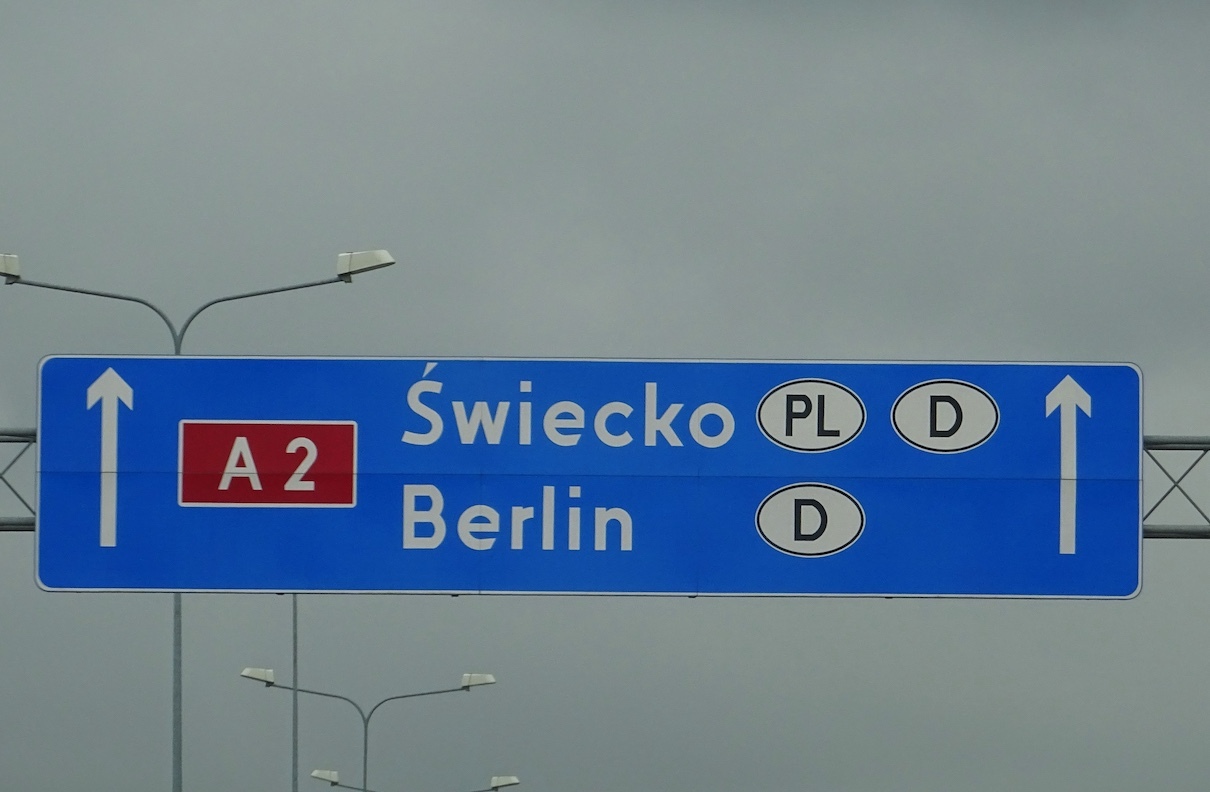 A 2
Świecko PL D
Berlin D